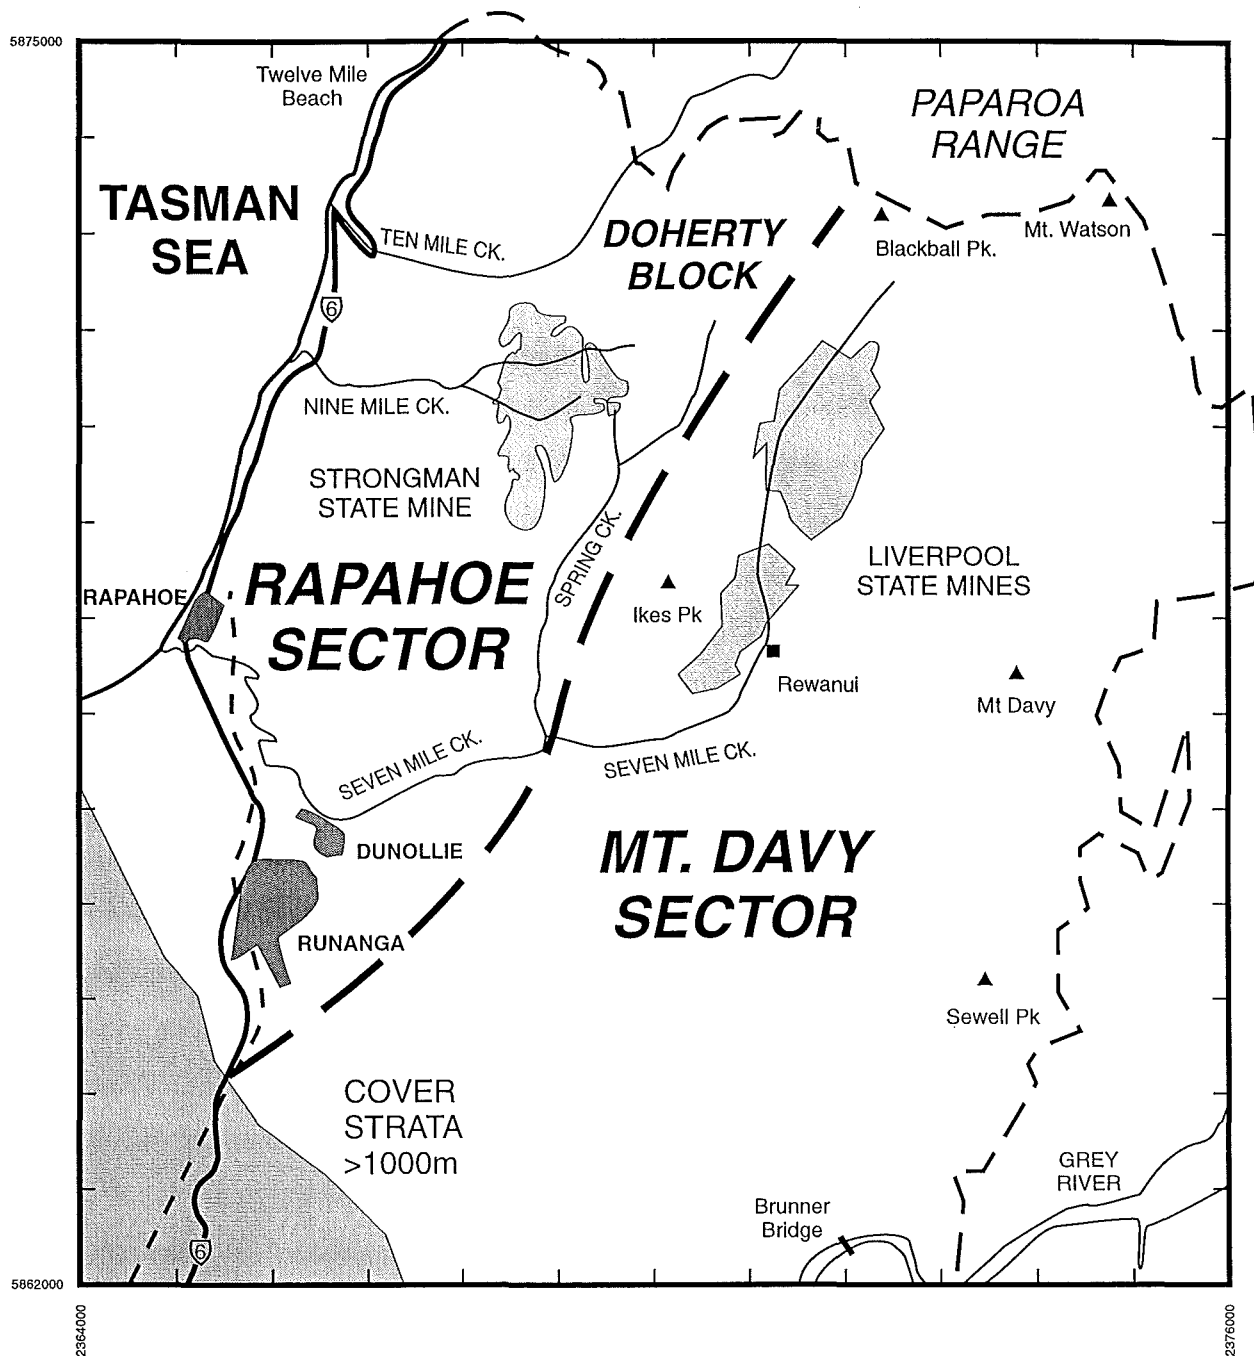 5875000
Twelve Mile
Beach
PAPAROA
RANGE
TASMAN
SEA
TEN MILE CK.
DOHERTY
BLOCK
Blackball Pk.
Mt. Watson
6
NINE MILE CK.
STRONGMAN
STATE MINE
SPRING CK.
LIVERPOOL
STATE MINES
RAPAHOE
RAPAHOE
SECTOR
Ikes Pk
Rewanui
Mt Davy
SEVEN MILE CK.
SEVEN MILE CK.
DUNOLLIE
MT. DAVY
SECTOR
RUNANGA
Sewell Pk
COVER
STRATA
>1000m
GREY
RIVER
Brunner
Bridge
6
5862000
2364000
2376000